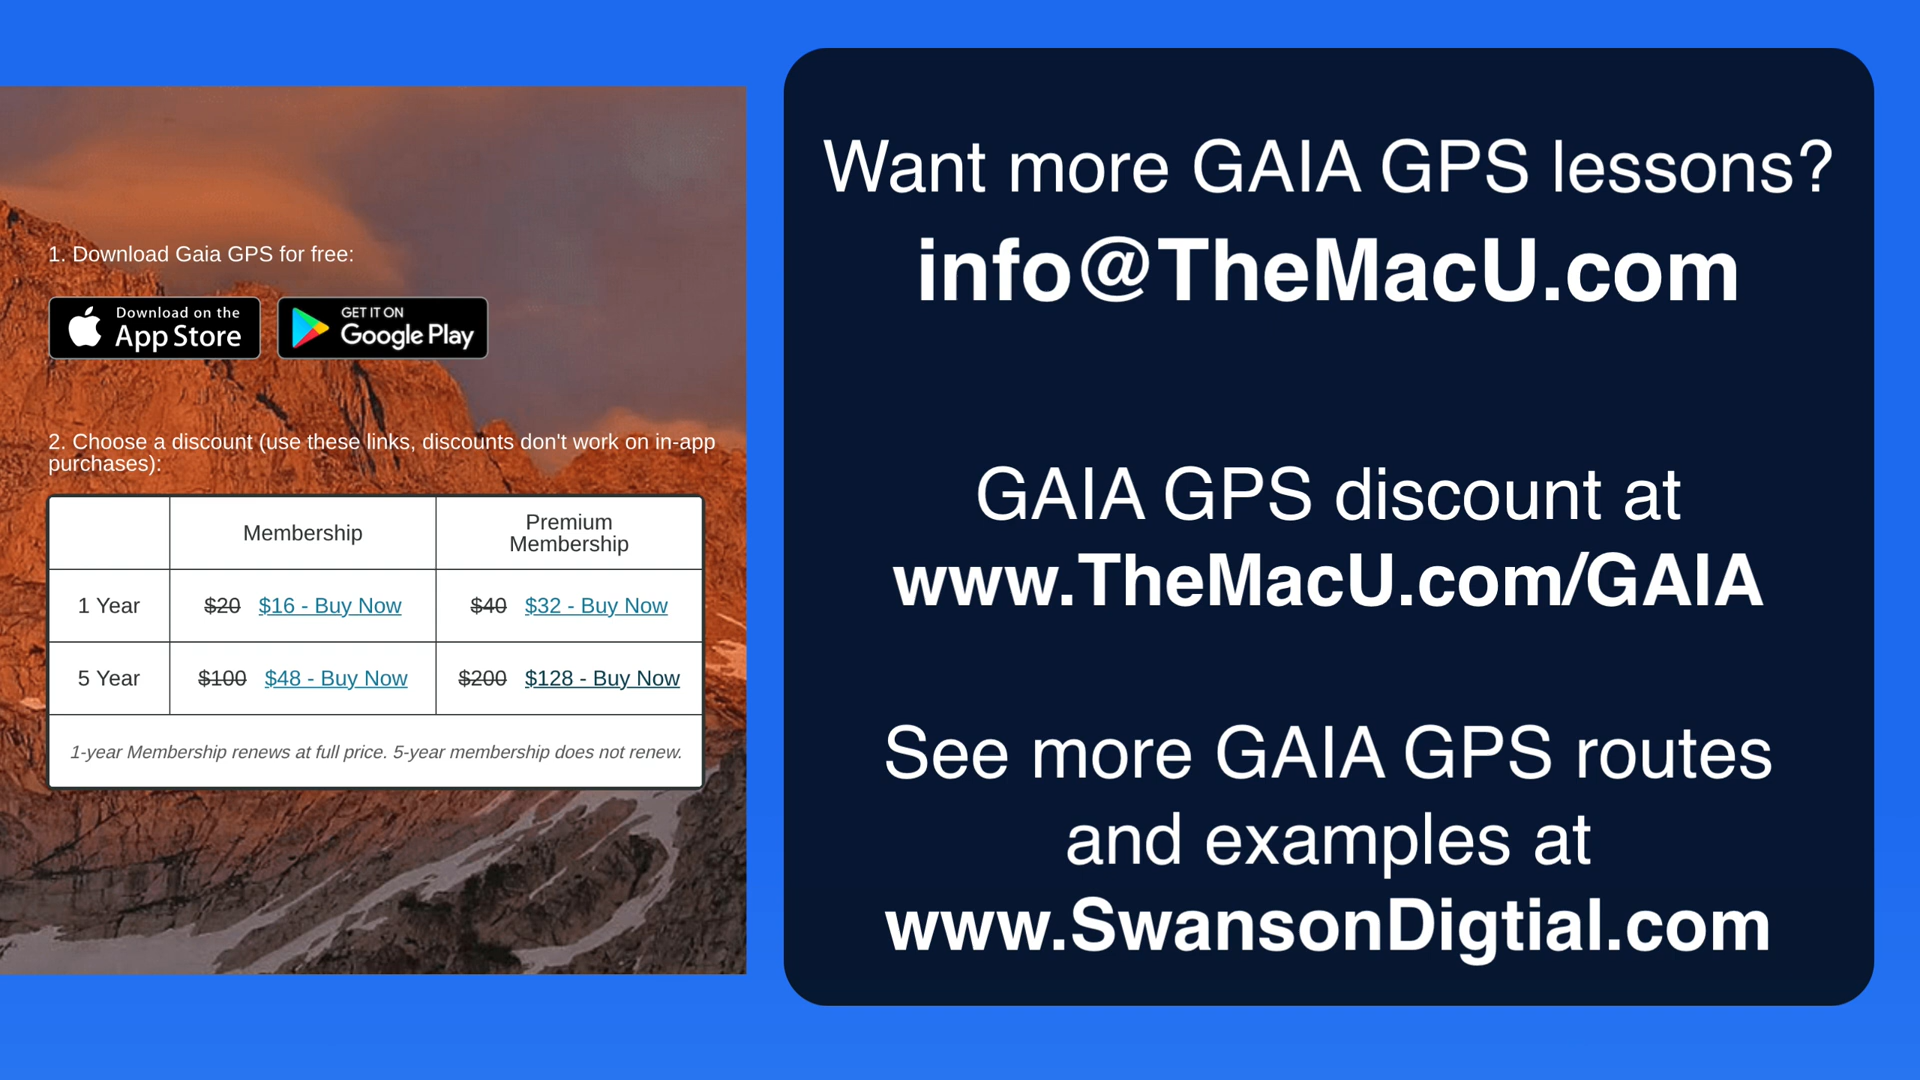 1. Download Gaia GPS for free:
Download on the
App Store
GET IT ON
Google Play
2. Choose a discount (use these links, discounts don't work on in-app
purchases):
Membership
Premium
Membership
1 Year
$20 $16 - Buy Now
$40 $32 - Buy Now
5 Year
$100 $48 - Buy Now
$200 $128 - Buy Now
1-year Membership renews at full price. 5-year membership does not renew.
Want more GAIA GPS lessons?
info@TheMacU.com
GAIA GPS discount at
www.TheMacU.com/GAIA
See more GAIA GPS routes
and examples at
www.SwansonDigtial.com